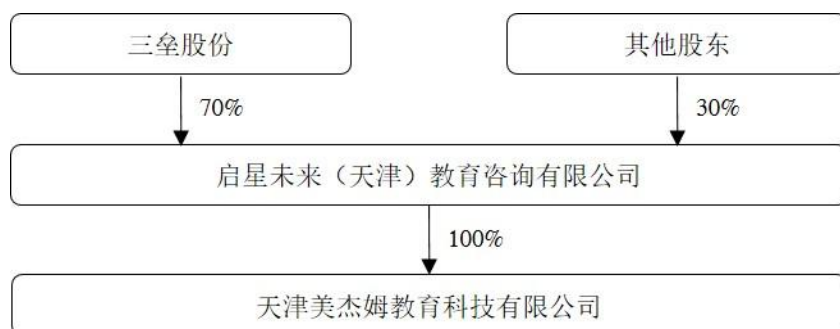 三垒股份
其他股东
70%
30%
启星未来（天津）教育咨询有限公司
100%
天津美杰姆教育科技有限公司